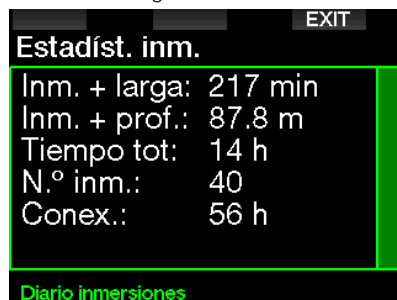 EXIT
Estadíst. inm.
Inm. + larga: 217 min
Inm. + prof.: 87.8 m
Tiempo tot: 14 h
N.º inm.: 40
Conex.: 56 h
Diario inmersiones